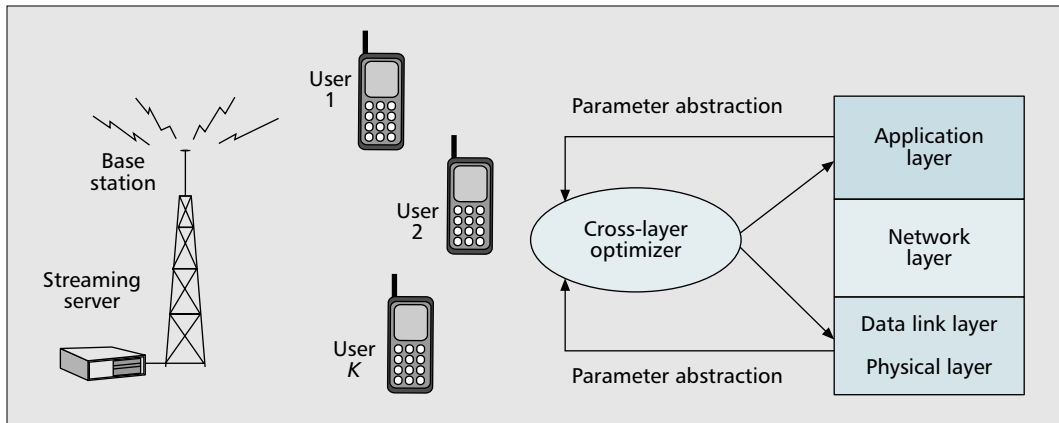 User
1
Base
station
User
2
Streaming
server
User
K
Parameter abstraction
Cross-layer
optimizer
Parameter abstraction
Application
layer
Network
layer
Data link layer
Physical layer